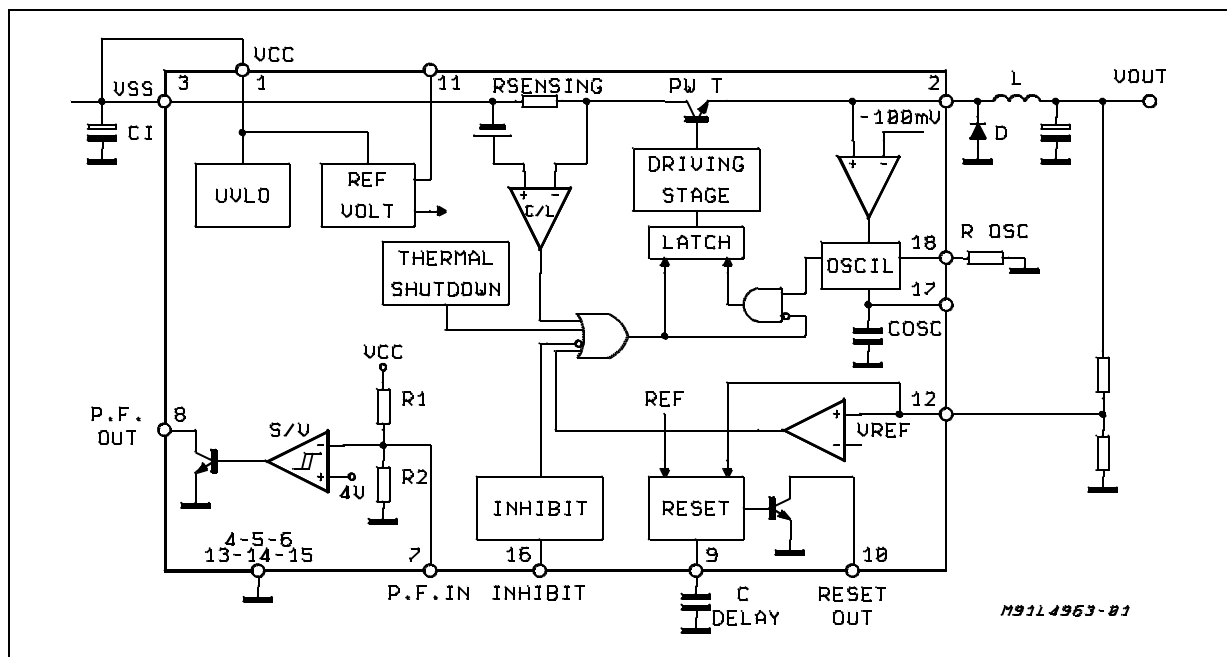 VCC
VSS
3
1
11
RSENSING
PW T
2
L
VOUT
CI
-100mV
D
+ -
UVLO
REF
VOLT
+ -
C/L
DRIVING
STAGE
LATCH
OSCIL
18
R OSC
17
THERMAL
SHUTDOWN
COSC
VCC
R1
P.F.
OUT
8
S/V
-
+
4V
R2
REF
+
-
VREF
12
INHIBIT
RESET
4-5-6
13-14-15
7
16
9
10
P.F.IN
INHIBIT
C
DELAY
RESET
OUT
M91L4963-01